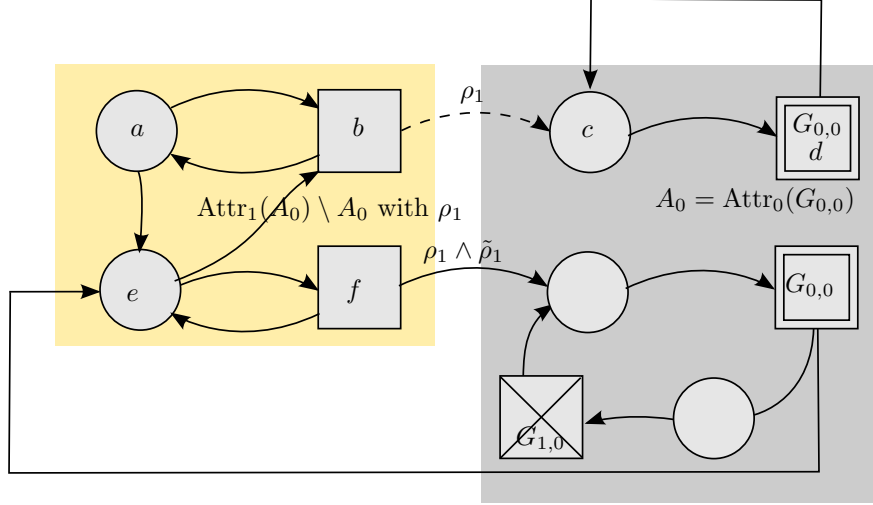 ρ₁
a
b
c
G₀,₀
d
Attr₁(A₀) \ A₀ with ρ₁
A₀ = Attr₀(G₀,₀)
ρ₁ ∧ ρ̃₁
e
f
G₀,₀
G₁,₀